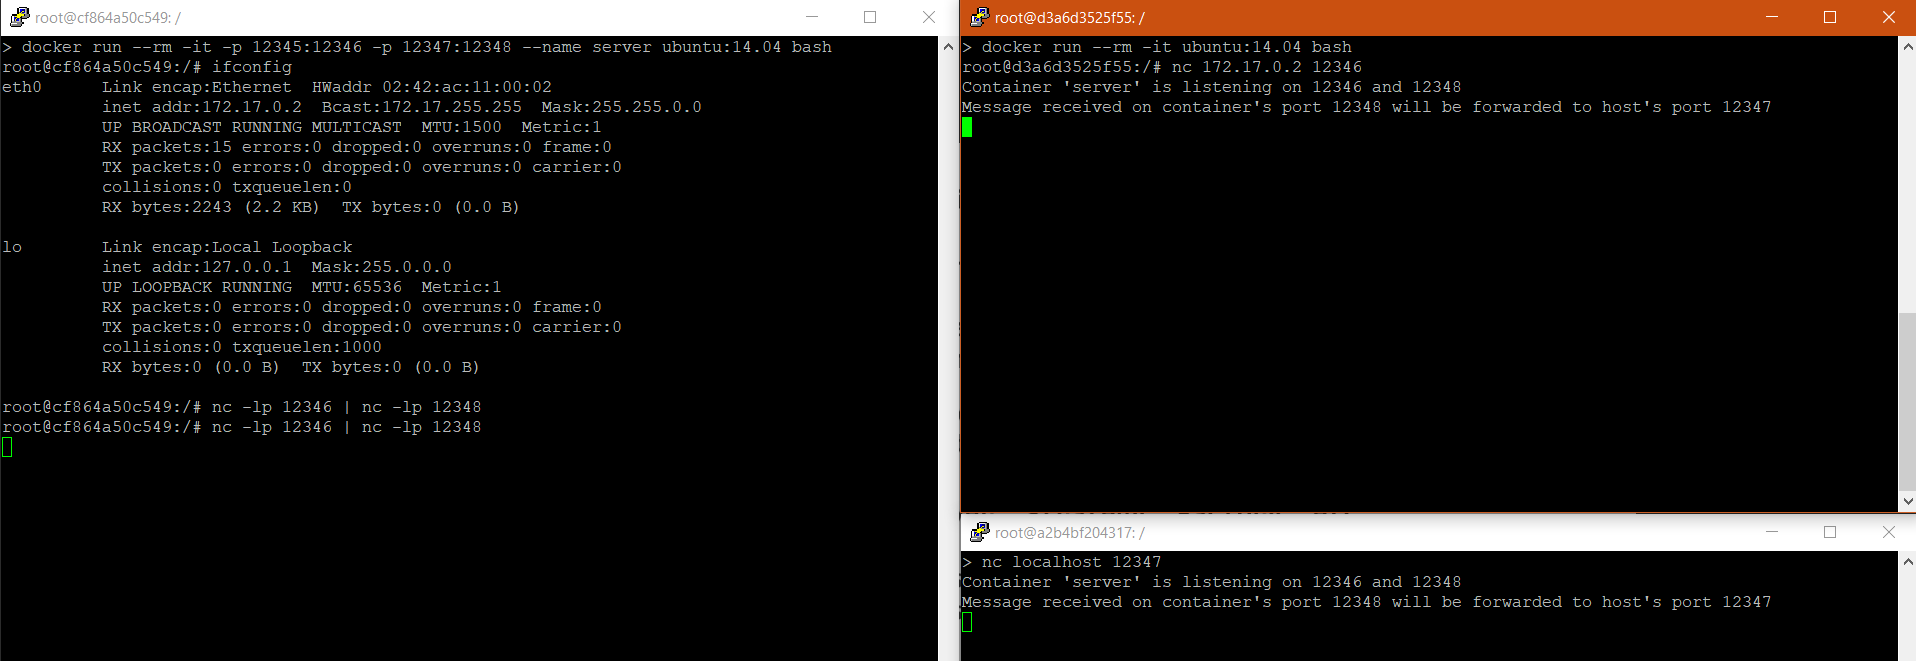 root@cf864a50c549: /
> docker run --rm -it -p 12345:12346 -p 12347:12348 --name server ubuntu:14.04 bash
root@cf864a50c549:/# ifconfig
eth0      Link encap:Ethernet  HWaddr 02:42:ac:11:00:02
          inet addr:172.17.0.2  Bcast:172.17.255.255  Mask:255.255.0.0
          UP BROADCAST RUNNING MULTICAST  MTU:1500  Metric:1
          RX packets:15 errors:0 dropped:0 overruns:0 frame:0
          TX packets:0 errors:0 dropped:0 overruns:0 carrier:0
          collisions:0 txqueuelen:0
          RX bytes:2243 (2.2 KB)  TX bytes:0 (0.0 B)
lo        Link encap:Local Loopback
          inet addr:127.0.0.1  Mask:255.0.0.0
          UP LOOPBACK RUNNING  MTU:65536  Metric:1
          RX packets:0 errors:0 dropped:0 overruns:0 frame:0
          TX packets:0 errors:0 dropped:0 overruns:0 carrier:0
          collisions:0 txqueuelen:1000
          RX bytes:0 (0.0 B)  TX bytes:0 (0.0 B)
root@cf864a50c549:/# nc -lp 12346 | nc -lp 12348
root@cf864a50c549:/# nc -lp 12346 | nc -lp 12348
root@d3a6d3525f55: /
> docker run --rm -it ubuntu:14.04 bash
root@d3a6d3525f55:/# nc 172.17.0.2 12346
Container 'server' is listening on 12346 and 12348
Message received on container's port 12348 will be forwarded to host's port 12347
root@a2b4bf204317: /
> nc localhost 12347
Container 'server' is listening on 12346 and 12348
Message received on container's port 12348 will be forwarded to host's port 12347